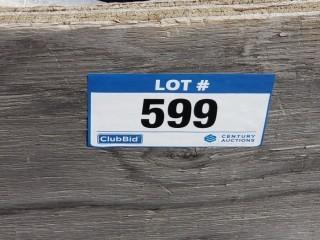 LOT #
599
ClubBid
CENTURY
AUCTIONS